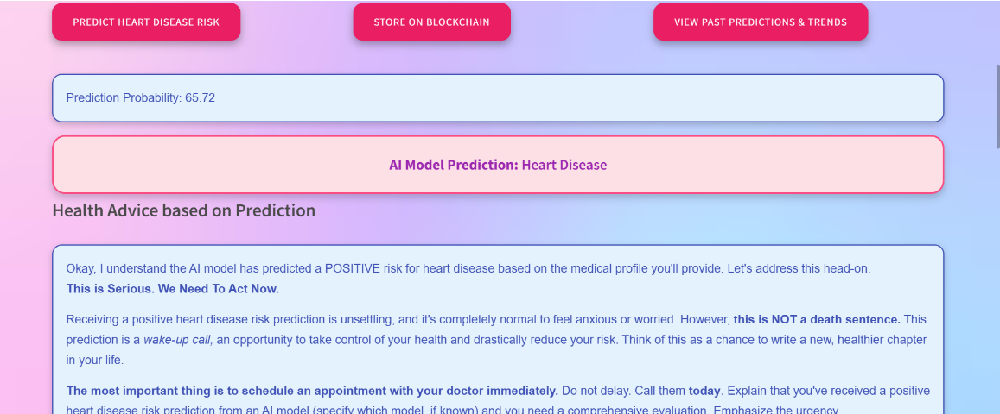 PREDICT HEART DISEASE RISK
STORE ON BLOCKCHAIN
VIEW PAST PREDICTIONS & TRENDS
Prediction Probability: 65.72
AI Model Prediction: Heart Disease
Health Advice based on Prediction
Okay, I understand the AI model has predicted a POSITIVE risk for heart disease based on the medical profile you'll provide. Let's address this head-on.
This is Serious. We Need To Act Now.
Receiving a positive heart disease risk prediction is unsettling, and it's completely normal to feel anxious or worried. However, this is NOT a death sentence. This
prediction is a wake-up call, an opportunity to take control of your health and drastically reduce your risk. Think of this as a chance to write a new, healthier chapter
in your life.
The most important thing is to schedule an appointment with your doctor immediately. Do not delay. Call them today. Explain that you've received a positive
heart disease risk prediction from an AI model (specify which model, if known) and you need a comprehensive evaluation. Emphasize the urgency.